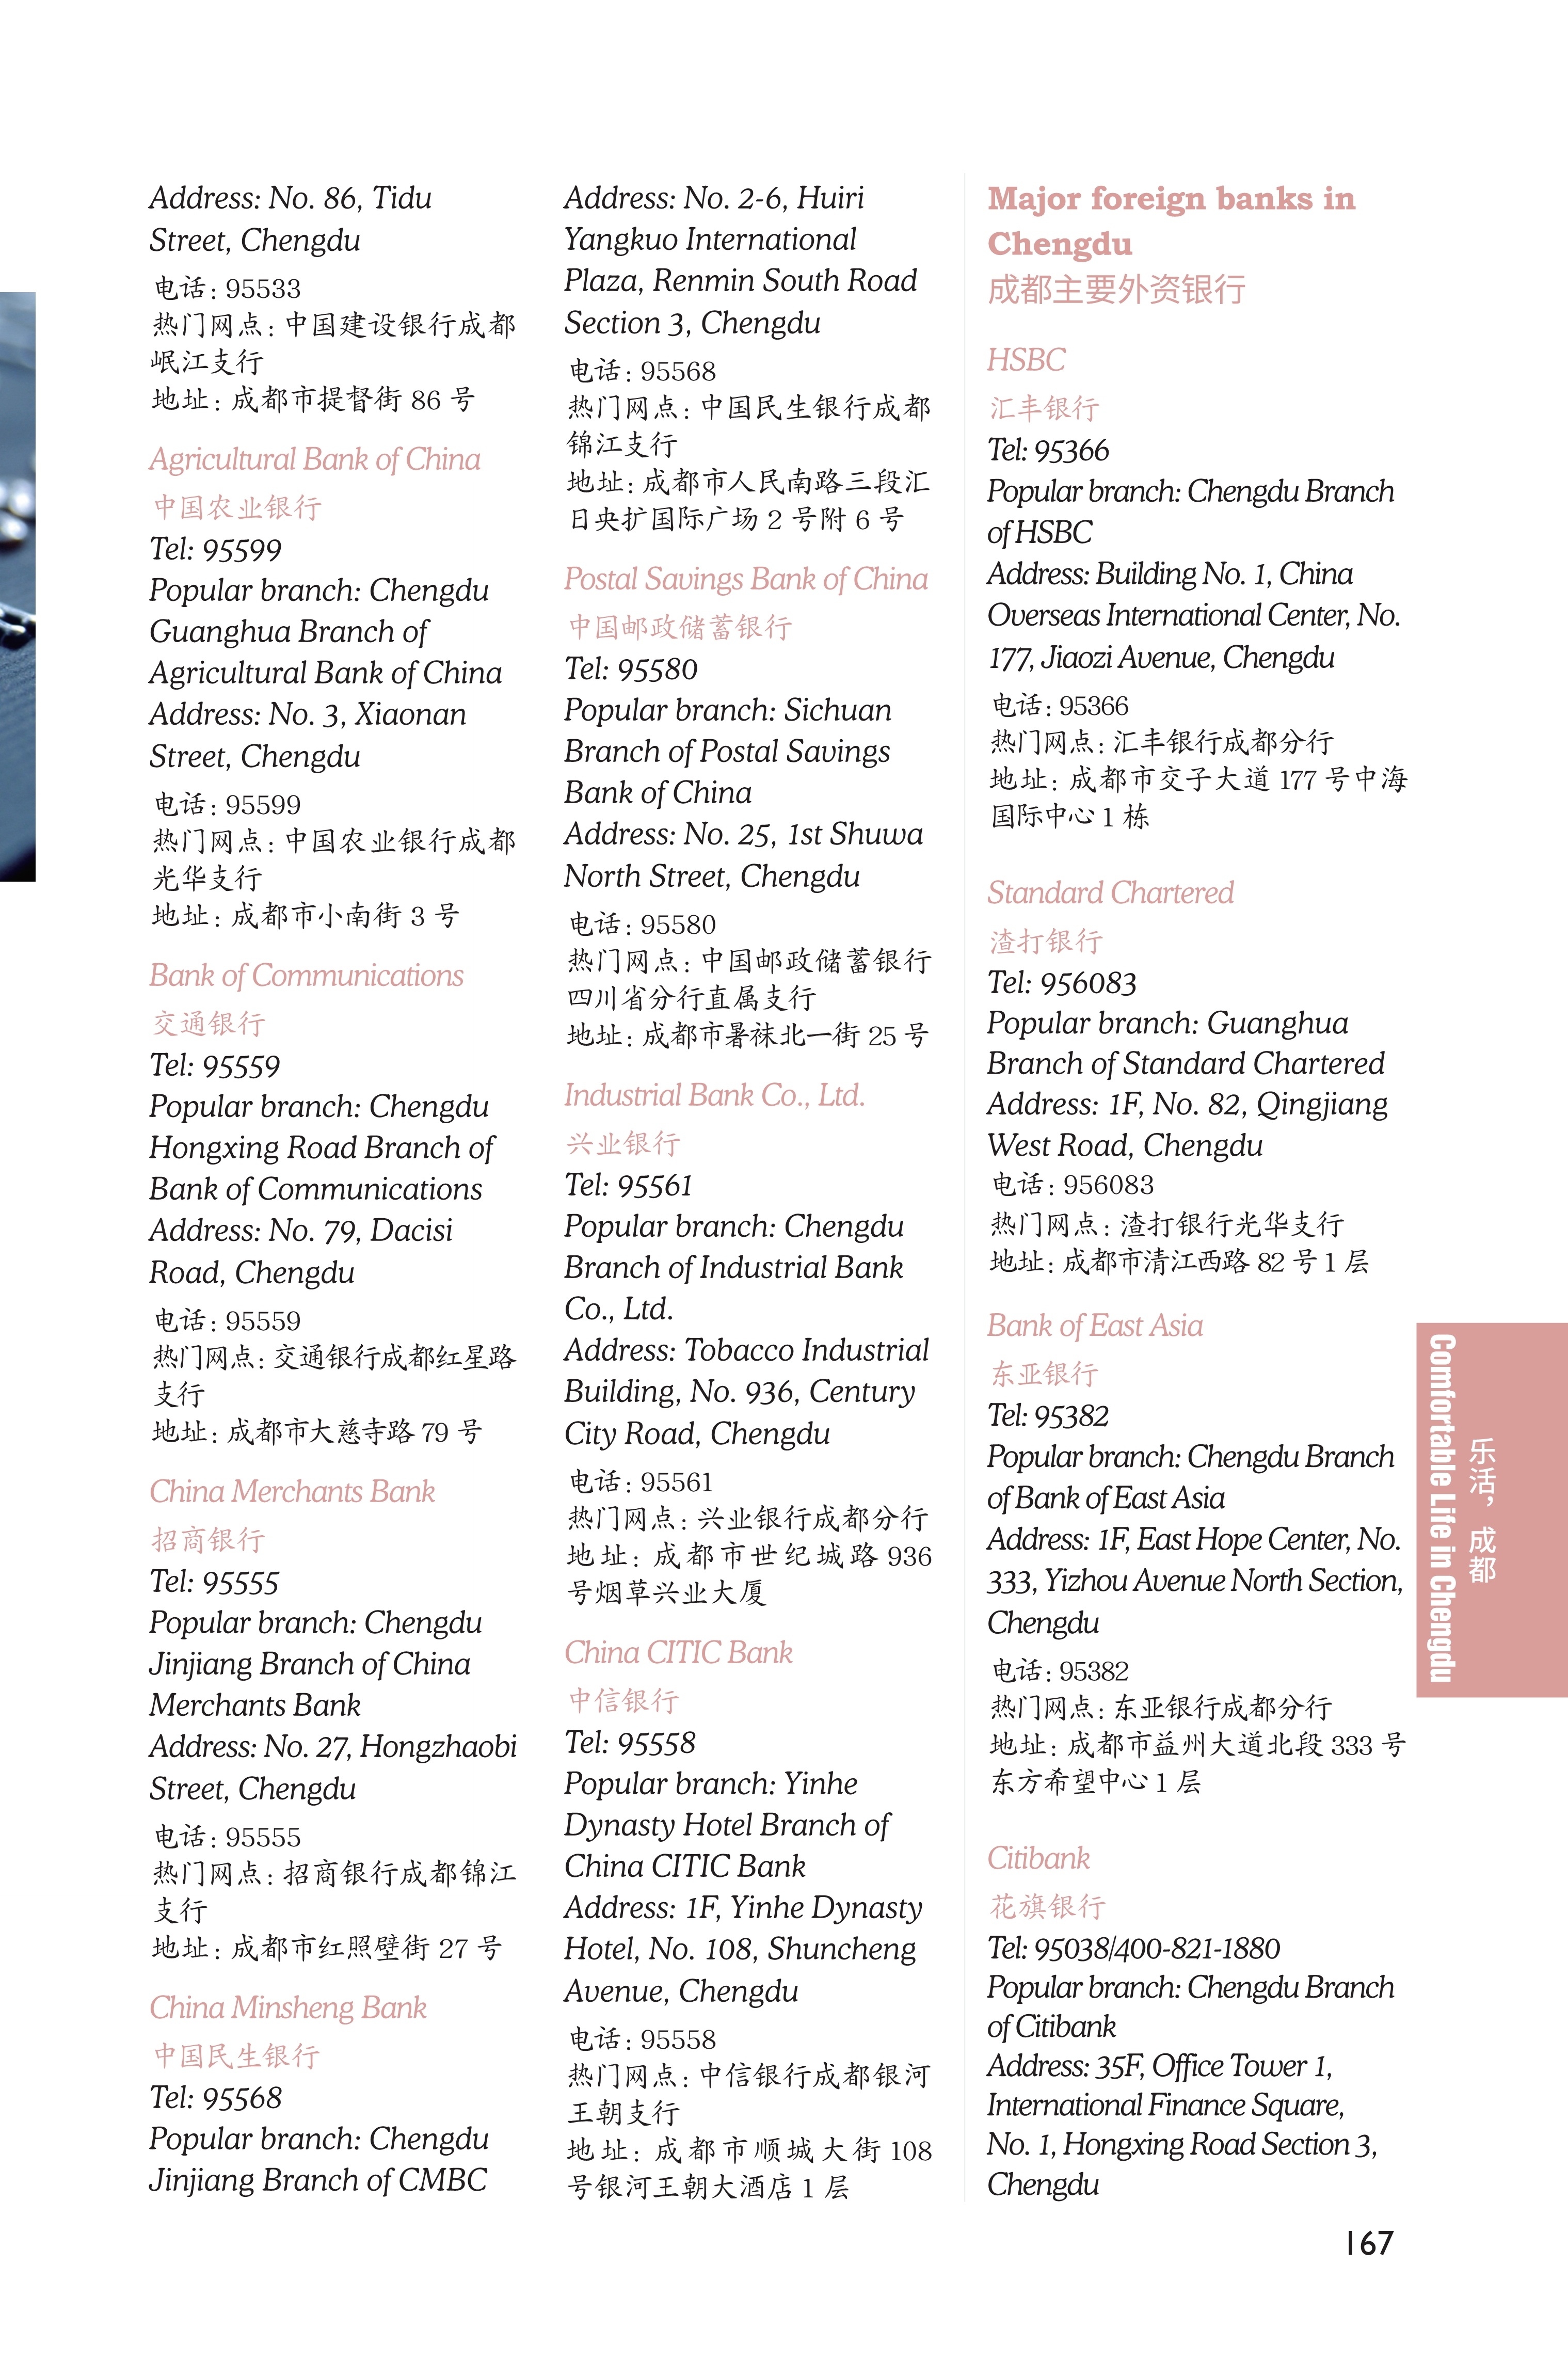 Address: No. 86, Tidu
Street, Chengdu
电话：95533
热门网点：中国建设银行成都
岷江支行
地址：成都市提督街 86 号
Agricultural Bank of China
中国农业银行
Tel: 95599
Popular branch: Chengdu
Guanghua Branch of
Agricultural Bank of China
Address: No. 3, Xiaonan
Street, Chengdu
电话：95599
热门网点：中国农业银行成都
光华支行
地址：成都市小南街 3 号
Bank of Communications
交通银行
Tel: 95559
Popular branch: Chengdu
Hongxing Road Branch of
Bank of Communications
Address: No. 79, Dacisi
Road, Chengdu
电话：95559
热门网点：交通银行成都红星路
支行
地址：成都市大慈寺路 79 号
China Merchants Bank
招商银行
Tel: 95555
Popular branch: Chengdu
Jinjiang Branch of China
Merchants Bank
Address: No. 27, Hongzhaobi
Street, Chengdu
电话：95555
热门网点：招商银行成都锦江
支行
地址：成都市红照壁街 27 号
China Minsheng Bank
中国民生银行
Tel: 95568
Popular branch: Chengdu
Jinjiang Branch of CMBC
Address: No. 2-6, Huiri
Yangkuo International
Plaza, Renmin South Road
Section 3, Chengdu
电话：95568
热门网点：中国民生银行成都
锦江支行
地址：成都市人民南路三段汇
日央扩国际广场 2 号附 6 号
Postal Savings Bank of China
中国邮政储蓄银行
Tel: 95580
Popular branch: Sichuan
Branch of Postal Savings
Bank of China
Address: No. 25, 1st Shuwa
North Street, Chengdu
电话：95580
热门网点：中国邮政储蓄银行
四川省分行直属支行
地址：成都市暑袜北一街 25 号
Industrial Bank Co., Ltd.
兴业银行
Tel: 95561
Popular branch: Chengdu
Branch of Industrial Bank
Co., Ltd.
Address: Tobacco Industrial
Building, No. 936, Century
City Road, Chengdu
电话：95561
热门网点：兴业银行成都分行
地址：成都市世纪城路 936
号烟草兴业大厦
China CITIC Bank
中信银行
Tel: 95558
Popular branch: Yinhe
Dynasty Hotel Branch of
China CITIC Bank
Address: 1F, Yinhe Dynasty
Hotel, No. 108, Shuncheng
Avenue, Chengdu
电话：95558
热门网点：中信银行成都银河
王朝支行
地址：成都市顺城大街 108
号银河王朝大酒店 1 层
Major foreign banks in
Chengdu
成都主要外资银行
HSBC
汇丰银行
Tel: 95366
Popular branch: Chengdu Branch
of HSBC
Address: Building No. 1, China
Overseas International Center, No.
177, Jiaozi Avenue, Chengdu
电话：95366
热门网点：汇丰银行成都分行
地址：成都市交子大道 177 号中海
国际中心 1 栋
Standard Chartered
渣打银行
Tel: 956083
Popular branch: Guanghua
Branch of Standard Chartered
Address: 1F, No. 82, Qingjiang
West Road, Chengdu
电话：956083
热门网点：渣打银行光华支行
地址：成都市清江西路 82 号 1 层
Bank of East Asia
东亚银行
Tel: 95382
Popular branch: Chengdu Branch
of Bank of East Asia
Address: 1F, East Hope Center, No.
333, Yizhou Avenue North Section,
Chengdu
电话：95382
热门网点：东亚银行成都分行
地址：成都市益州大道北段 333 号
东方希望中心 1 层
Citibank
花旗银行
Tel: 95038/400-821-1880
Popular branch: Chengdu Branch
of Citibank
Address: 35F, Office Tower 1,
International Finance Square,
No. 1, Hongxing Road Section 3,
Chengdu
乐活，成都
Comfortable Life in Chengdu
167